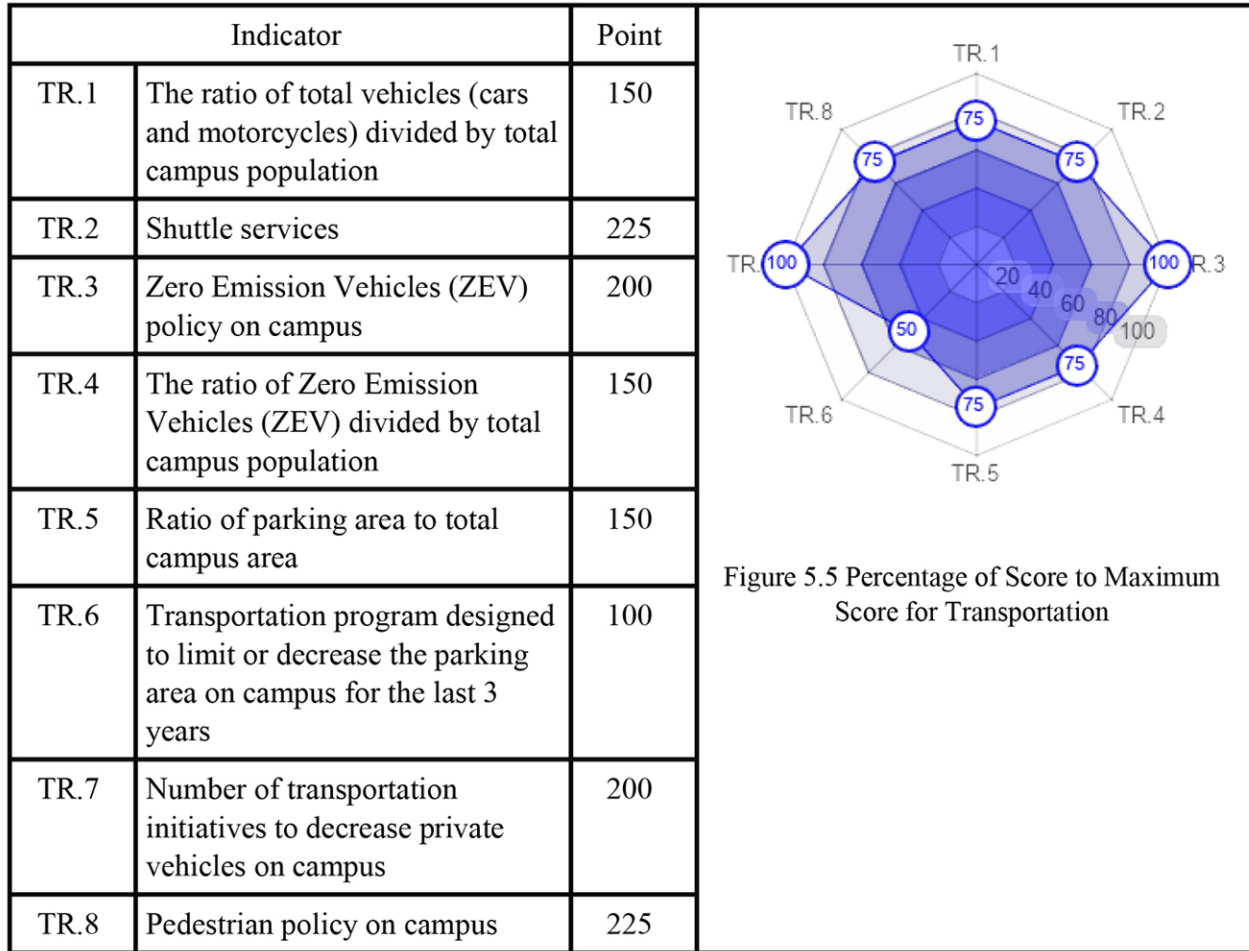 Indicator Point
TR.1 The ratio of total vehicles (cars 150
and motorcycles) divided by total
campus population
TR.2 Shuttle services 225
TR.3 Zero Emission Vehicles (ZEV) 200
policy on campus
TR.4 The ratio of Zero Emission 150
Vehicles (ZEV) divided by total
campus population
TR.5 Ratio of parking area to total 150
campus area
TR.6 Transportation program designed 100
to limit or decrease the parking
area on campus for the last 3
years
TR.7 Number of transportation 200
initiatives to decrease private
vehicles on campus
TR.8 Pedestrian policy on campus 225
TR.1
75
TR.8 75 75 TR.2
TR. 100 100 R.3
20
40
60
80
100
50 75
TR.6 75 TR.4
TR.5
Figure 5.5 Percentage of Score to Maximum
Score for Transportation